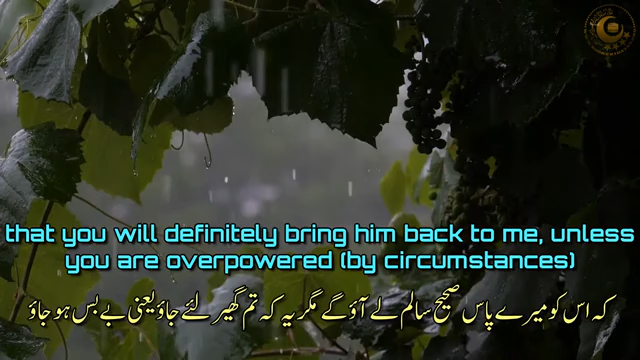 that you will definitely bring him back to me, unless
you are overpowered (by circumstances)
کہ اس کو میرے پاس صحیح سالم لے آؤ گے مگر یہ کہ تم گھیر لئے جاؤ یعنی بے بس ہو جاؤ